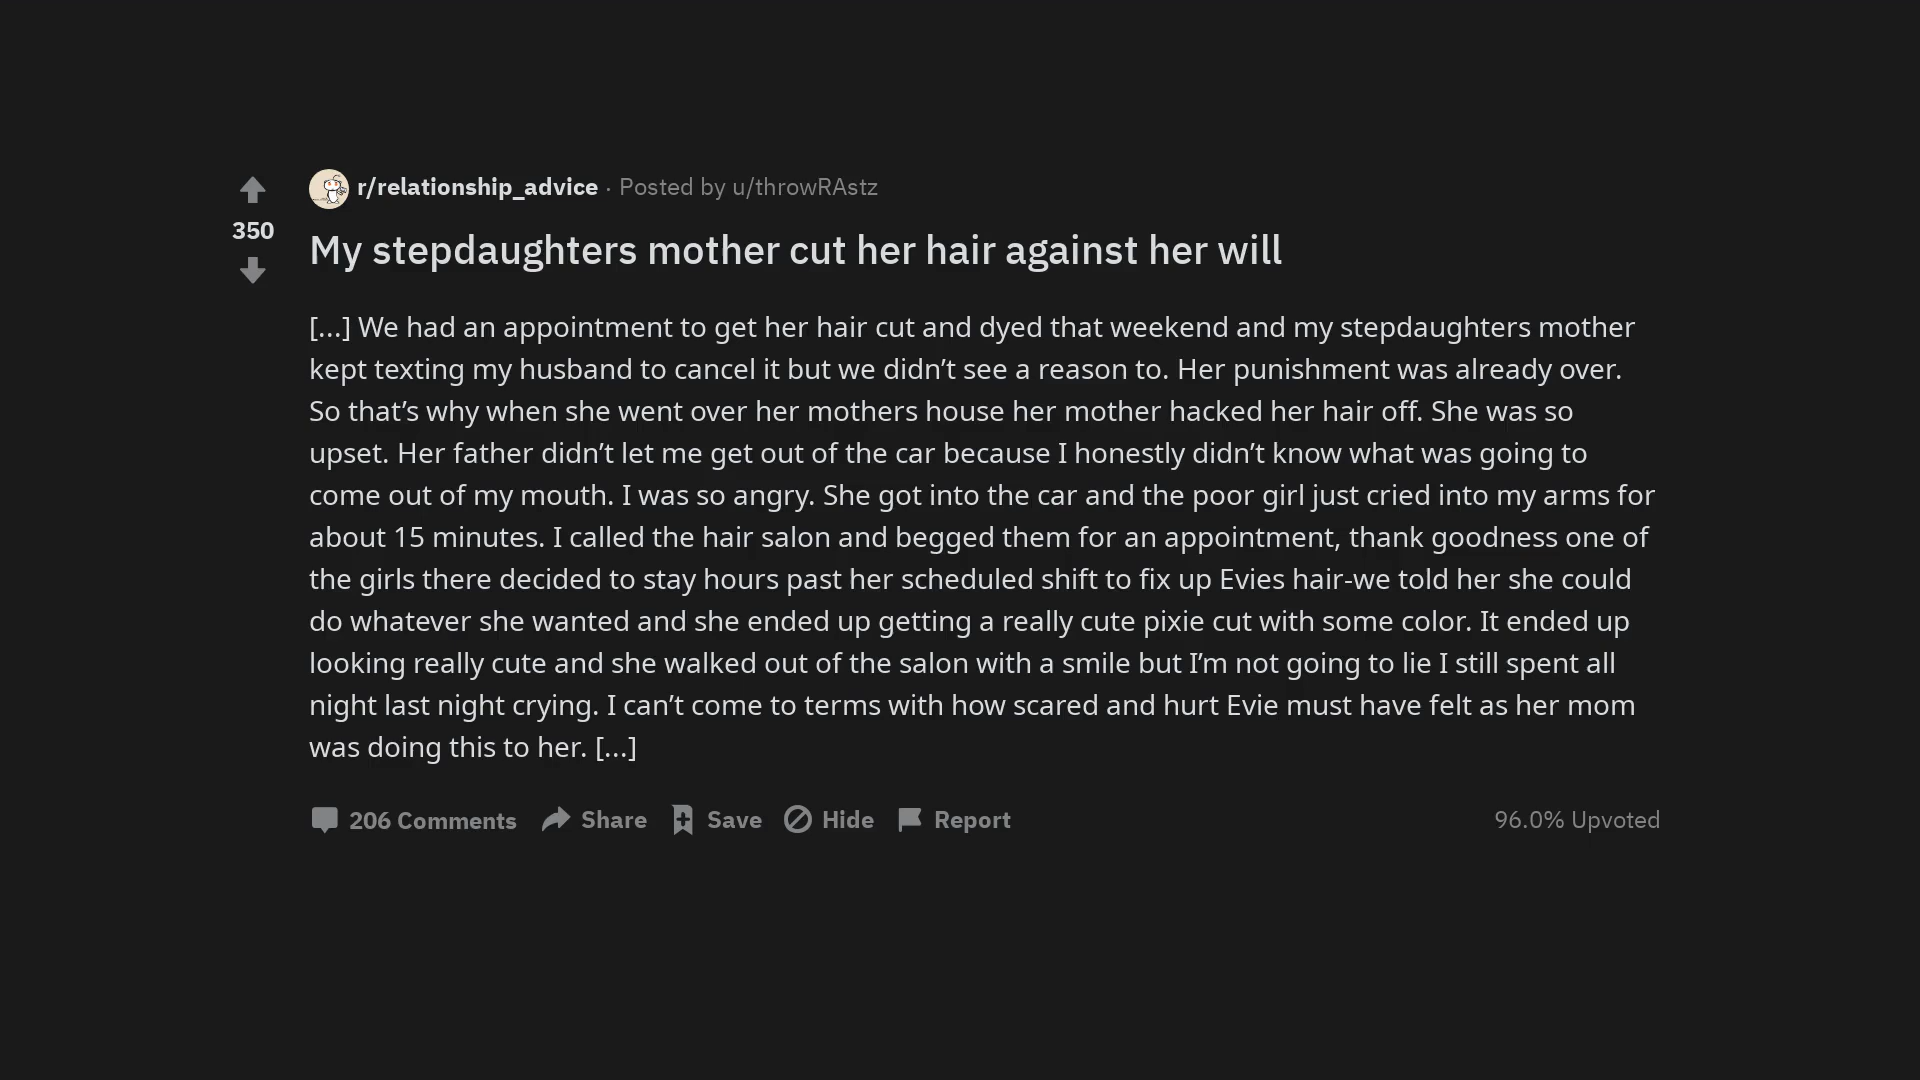 r/relationship_advice · Posted by u/throwRAstz
350
My stepdaughters mother cut her hair against her will
[...] We had an appointment to get her hair cut and dyed that weekend and my stepdaughters mother
kept texting my husband to cancel it but we didn’t see a reason to. Her punishment was already over.
So that’s why when she went over her mothers house her mother hacked her hair off. She was so
upset. Her father didn’t let me get out of the car because I honestly didn’t know what was going to
come out of my mouth. I was so angry. She got into the car and the poor girl just cried into my arms for
about 15 minutes. I called the hair salon and begged them for an appointment, thank goodness one of
the girls there decided to stay hours past her scheduled shift to fix up Evies hair-we told her she could
do whatever she wanted and she ended up getting a really cute pixie cut with some color. It ended up
looking really cute and she walked out of the salon with a smile but I’m not going to lie I still spent all
night last night crying. I can’t come to terms with how scared and hurt Evie must have felt as her mom
was doing this to her. [...]
206 Comments Share Save Hide Report 96.0% Upvoted